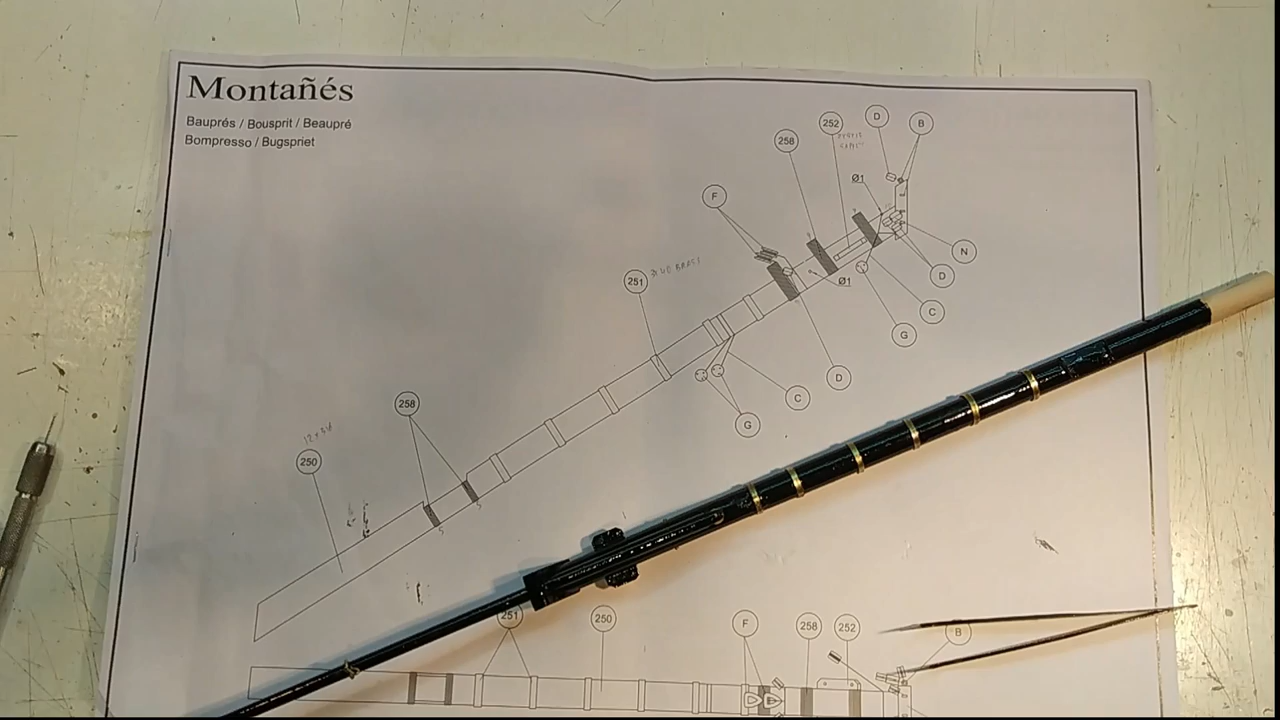 Montañés
Bauprés / Bousprit / Beaupré
Bompresso / Bugspriet
D
B
252
258
Ø1
F
N
251
D
Ø1
C
G
D
C
G
258
250
251
250
F
258
252
B